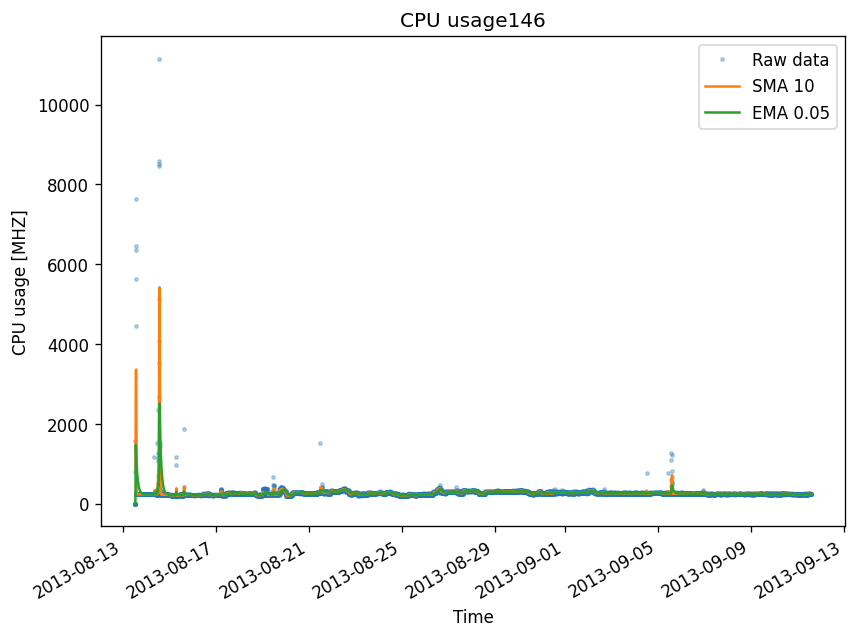 CPU usage146
Raw data
SMA 10
EMA 0.05
CPU usage [MHZ]
10000
8000
6000
4000
2000
0
2013-08-13
2013-08-17
2013-08-21
2013-08-25
2013-08-29
2013-09-01
2013-09-05
2013-09-09
2013-09-13
Time